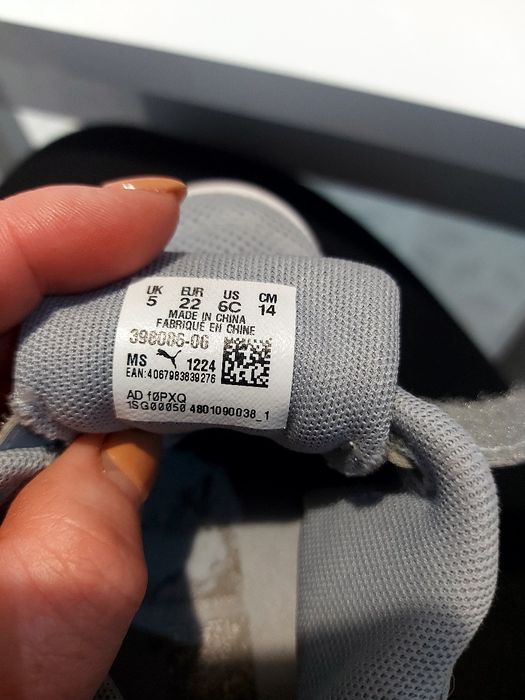 UK EUR US CM
5 22 6C 14
MADE IN CHINA
FABRIQUÉ EN CHINE
398086-06
MS 1224
EAN:4067983839276
AD f0PXQ
1SG00050 4801090038_1